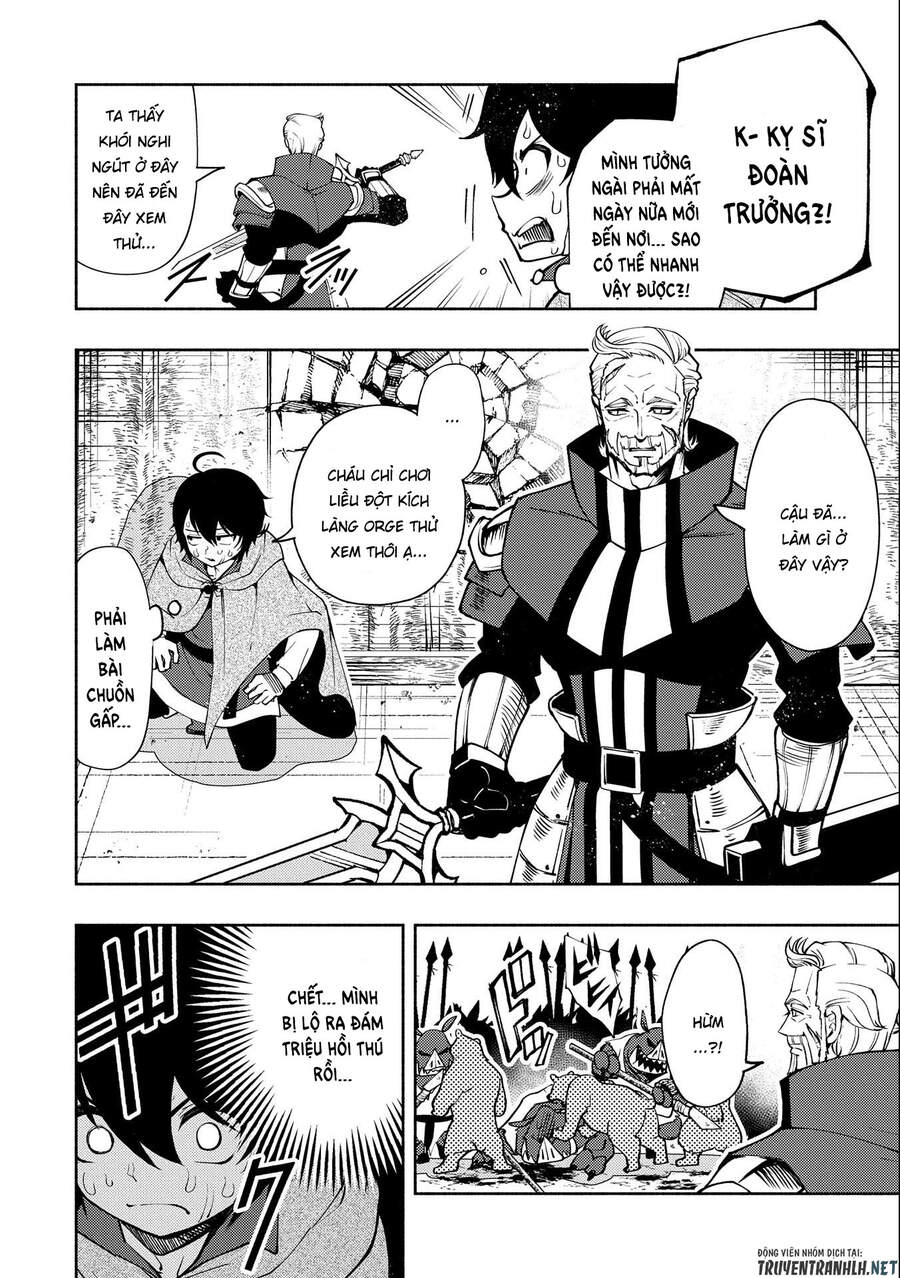 K- KỴ SĨ
ĐOÀN
TRƯỞNG?!
MÌNH TƯỞNG
NGÀI PHẢI MẤT
NGÀY NỮA MỚI
ĐẾN NƠI... SAO
CÓ THỂ NHANH
VẬY ĐƯỢC?!
TA THẤY
KHÓI NGHI
NGÚT Ở ĐÂY
NÊN ĐÃ ĐẾN
ĐÂY XEM
THỬ...
CẬU ĐÃ...
LÀM GÌ Ở
ĐÂY VẬY?
...
CHÁU CHỈ CHƠI
LIỀU ĐỘT KÍCH
LÀNG ORGE THỬ
XEM THÔI Ạ...
PHẢI
LÀM
BÀI
CHUỒN
GẤP...
HỪM
...?!
CHẾT... MÌNH
BỊ LỘ RA ĐÁM
TRIỆU HỒI THÚ
RỒI...
ĐỘNG VIÊN NHÓM DỊCH TẠI:
TRUYENTRANHLH.NET